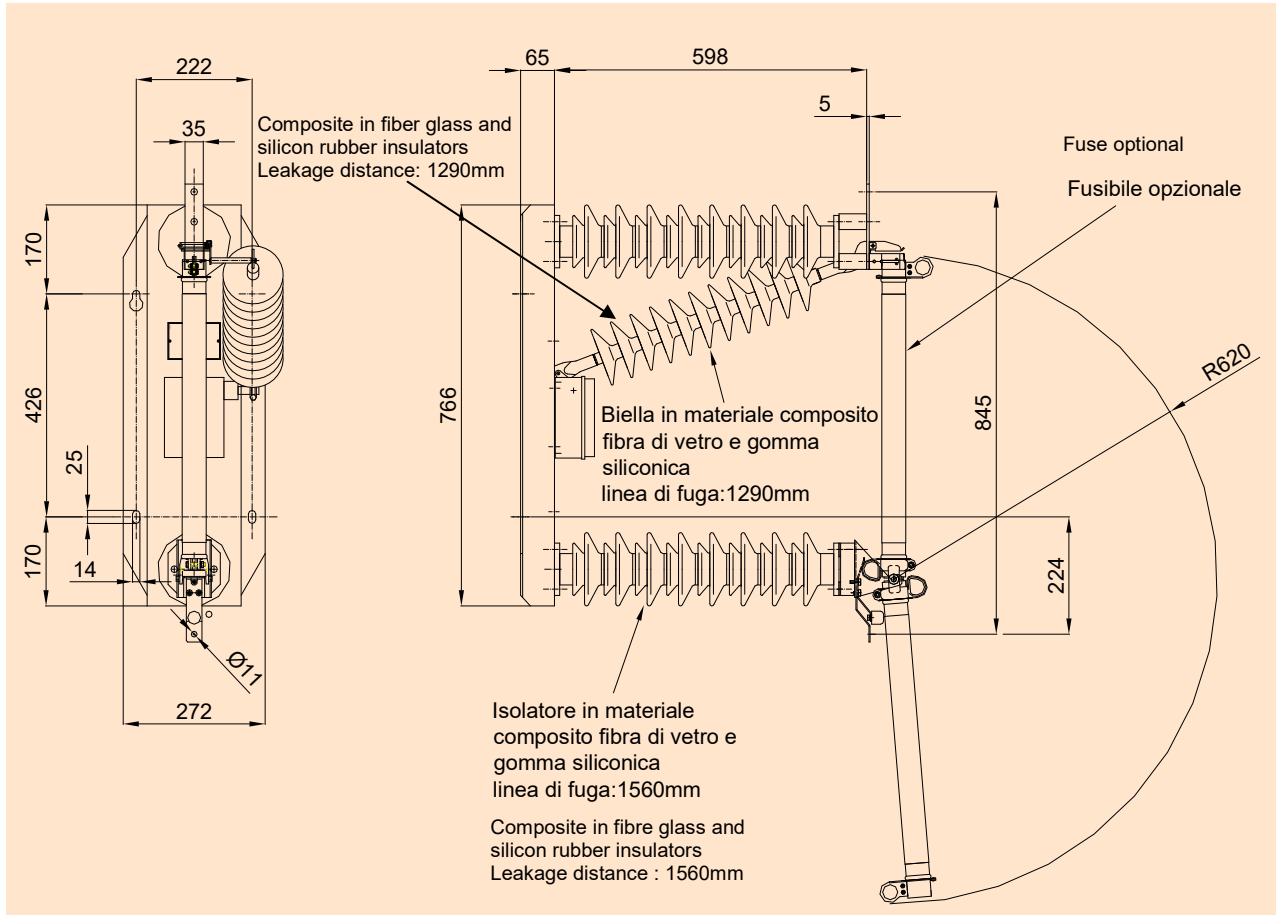 222
35
Composite in fiber glass and
silicon rubber insulators
Leakage distance: 1290mm
65
598
5
Fuse optional
Fusibile opzionale
170
426
25
170
14
Ø11
272
766
845
R620
224
Biella in materiale composito
fibra di vetro e gomma
siliconica
linea di fuga:1290mm
Isolatore in materiale
composito fibra di vetro e
gomma siliconica
linea di fuga:1560mm
Composite in fibre glass and
silicon rubber insulators
Leakage distance : 1560mm